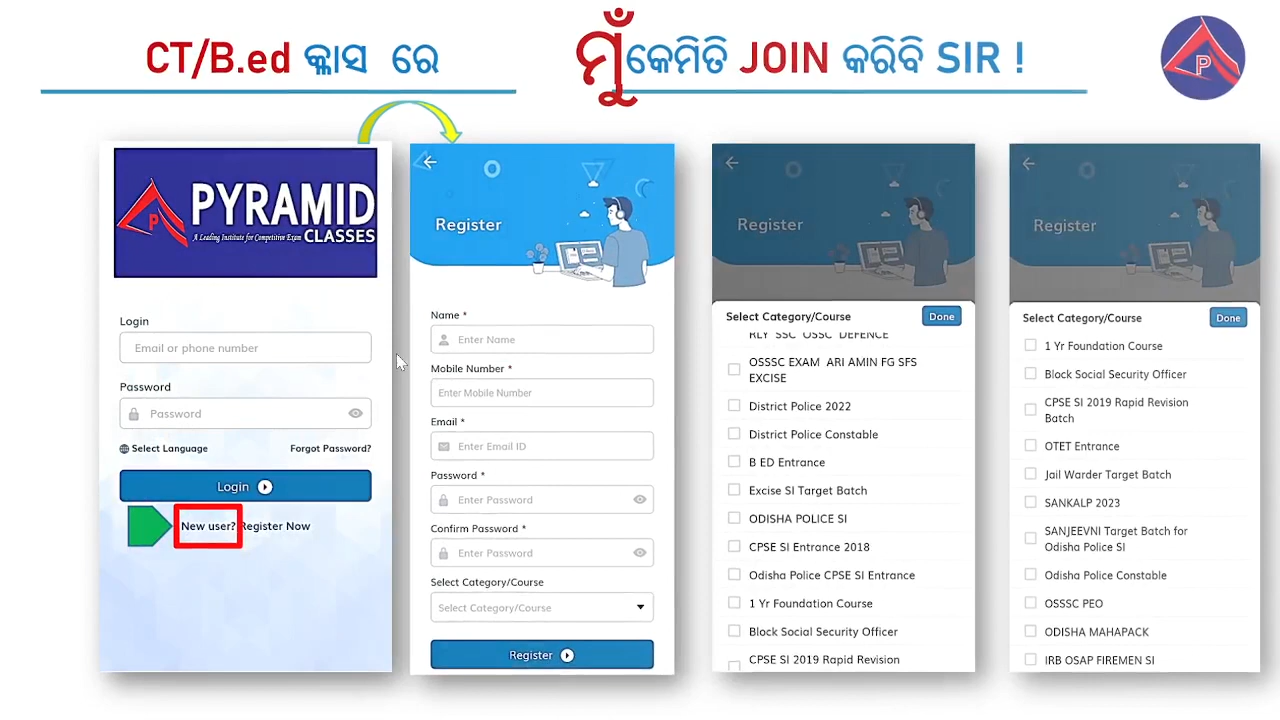 CT/B.ed କ୍ଲାସ ରେ
ମୁଁ କେମିତି JOIN କରିବି SIR !
P
P
PYRAMID
A Leading Institute for Competitive Exam CLASSES
Login
Email or phone number
Password
Password
Select Language Forgot Password?
Login
New user? Register Now
Register
Name *
Enter Name
Mobile Number *
Enter Mobile Number
Email *
Enter Email ID
Password *
Enter Password
Confirm Password *
Enter Password
Select Category/Course
Select Category/Course
Register
Register
Select Category/Course Done
RLY SSC OSSC DEFENCE
OSSSC EXAM ARI AMIN FG SFS
EXCISE
District Police 2022
District Police Constable
B ED Entrance
Excise SI Target Batch
ODISHA POLICE SI
CPSE SI Entrance 2018
Odisha Police CPSE SI Entrance
1 Yr Foundation Course
Block Social Security Officer
CPSE SI 2019 Rapid Revision
Register
Select Category/Course Done
1 Yr Foundation Course
Block Social Security Officer
CPSE SI 2019 Rapid Revision
Batch
OTET Entrance
Jail Warder Target Batch
SANKALP 2023
SANJEEVNI Target Batch for
Odisha Police SI
Odisha Police Constable
OSSSC PEO
ODISHA MAHAPACK
IRB OSAP FIREMEN SI